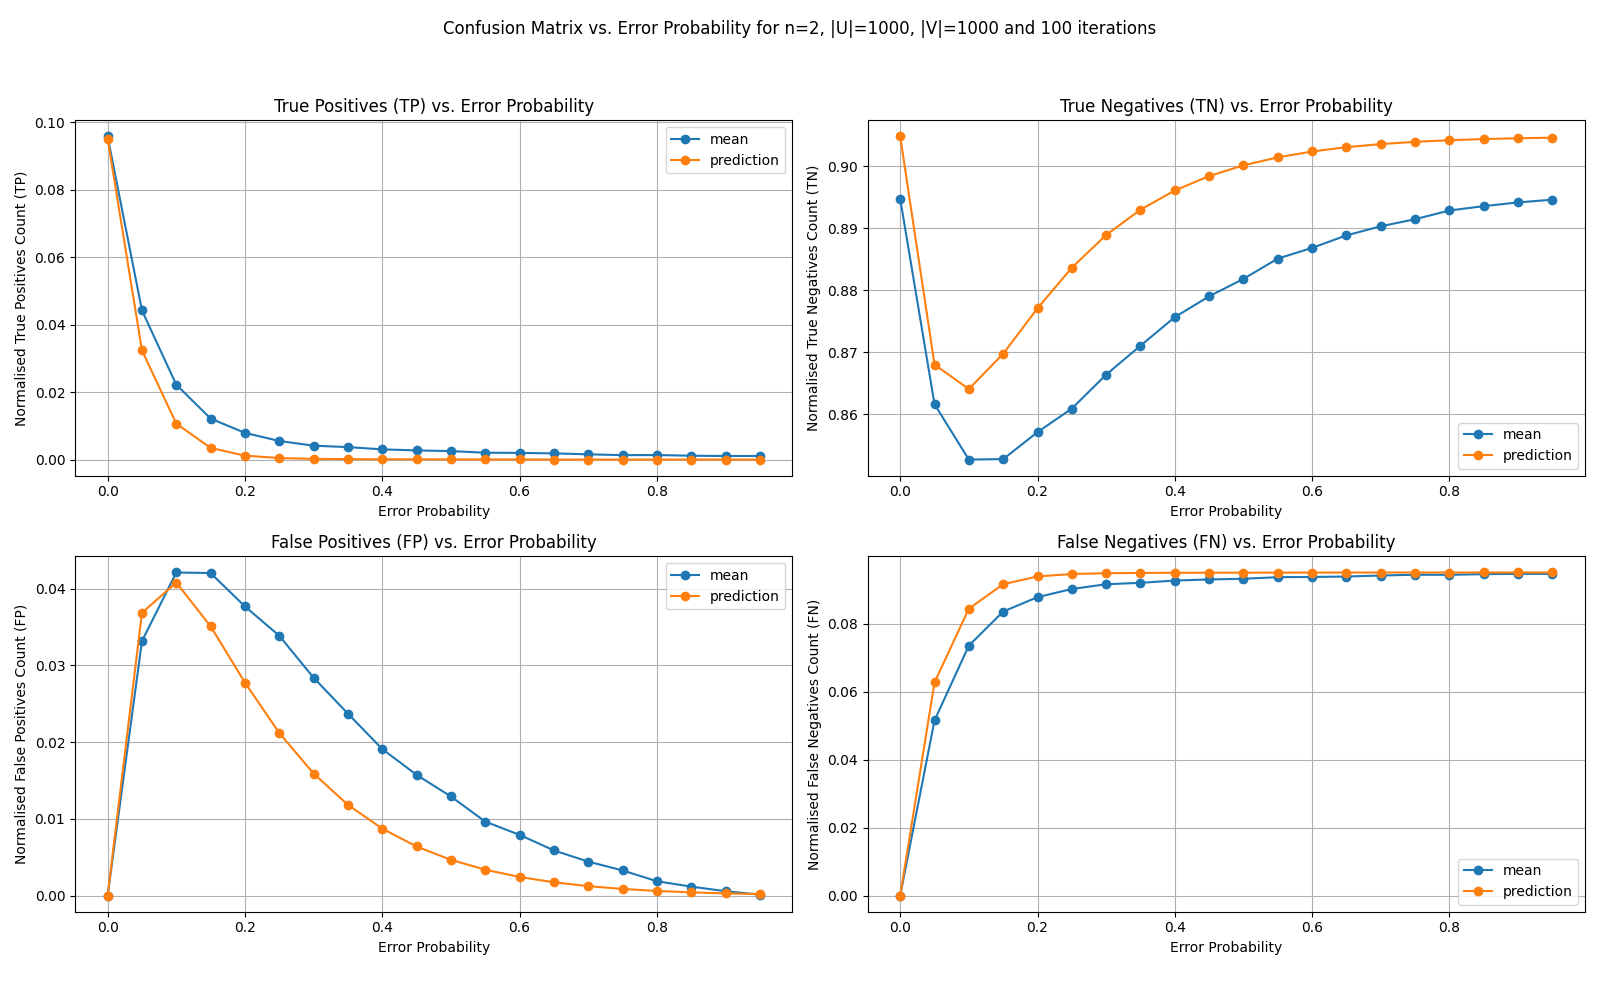 Confusion Matrix vs. Error Probability for n=2, |U|=1000, |V|=1000 and 100 iterations
True Positives (TP) vs. Error Probability
Normalised True Positives Count (TP)
0.10
0.08
0.06
0.04
0.02
0.00
0.0 0.2 0.4 0.6 0.8
Error Probability
mean
prediction
True Negatives (TN) vs. Error Probability
Normalised True Negatives Count (TN)
0.90
0.89
0.88
0.87
0.86
0.0 0.2 0.4 0.6 0.8
Error Probability
mean
prediction
False Positives (FP) vs. Error Probability
Normalised False Positives Count (FP)
0.04
0.03
0.02
0.01
0.00
0.0 0.2 0.4 0.6 0.8
Error Probability
mean
prediction
False Negatives (FN) vs. Error Probability
Normalised False Negatives Count (FN)
0.08
0.06
0.04
0.02
0.00
0.0 0.2 0.4 0.6 0.8
Error Probability
mean
prediction